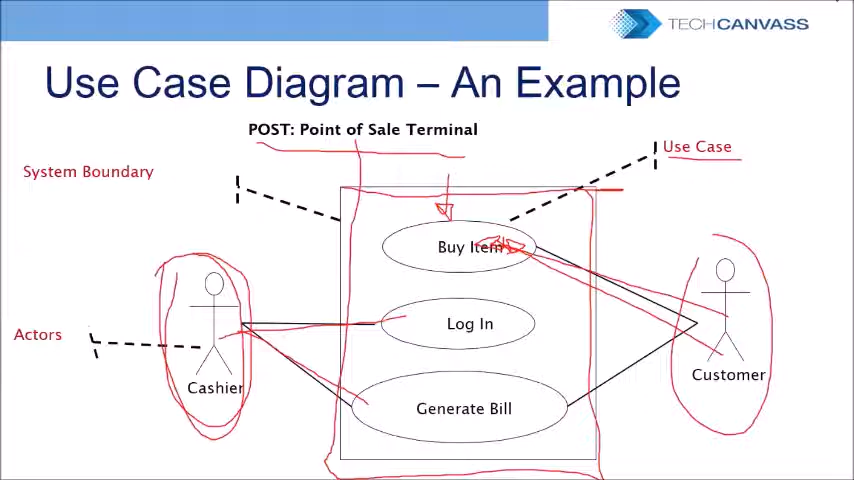 TECHCANVASS
Use Case Diagram – An Example
POST: Point of Sale Terminal
Use Case
System Boundary
Buy Item
Log In
Actors
Customer
Cashier
Generate Bill